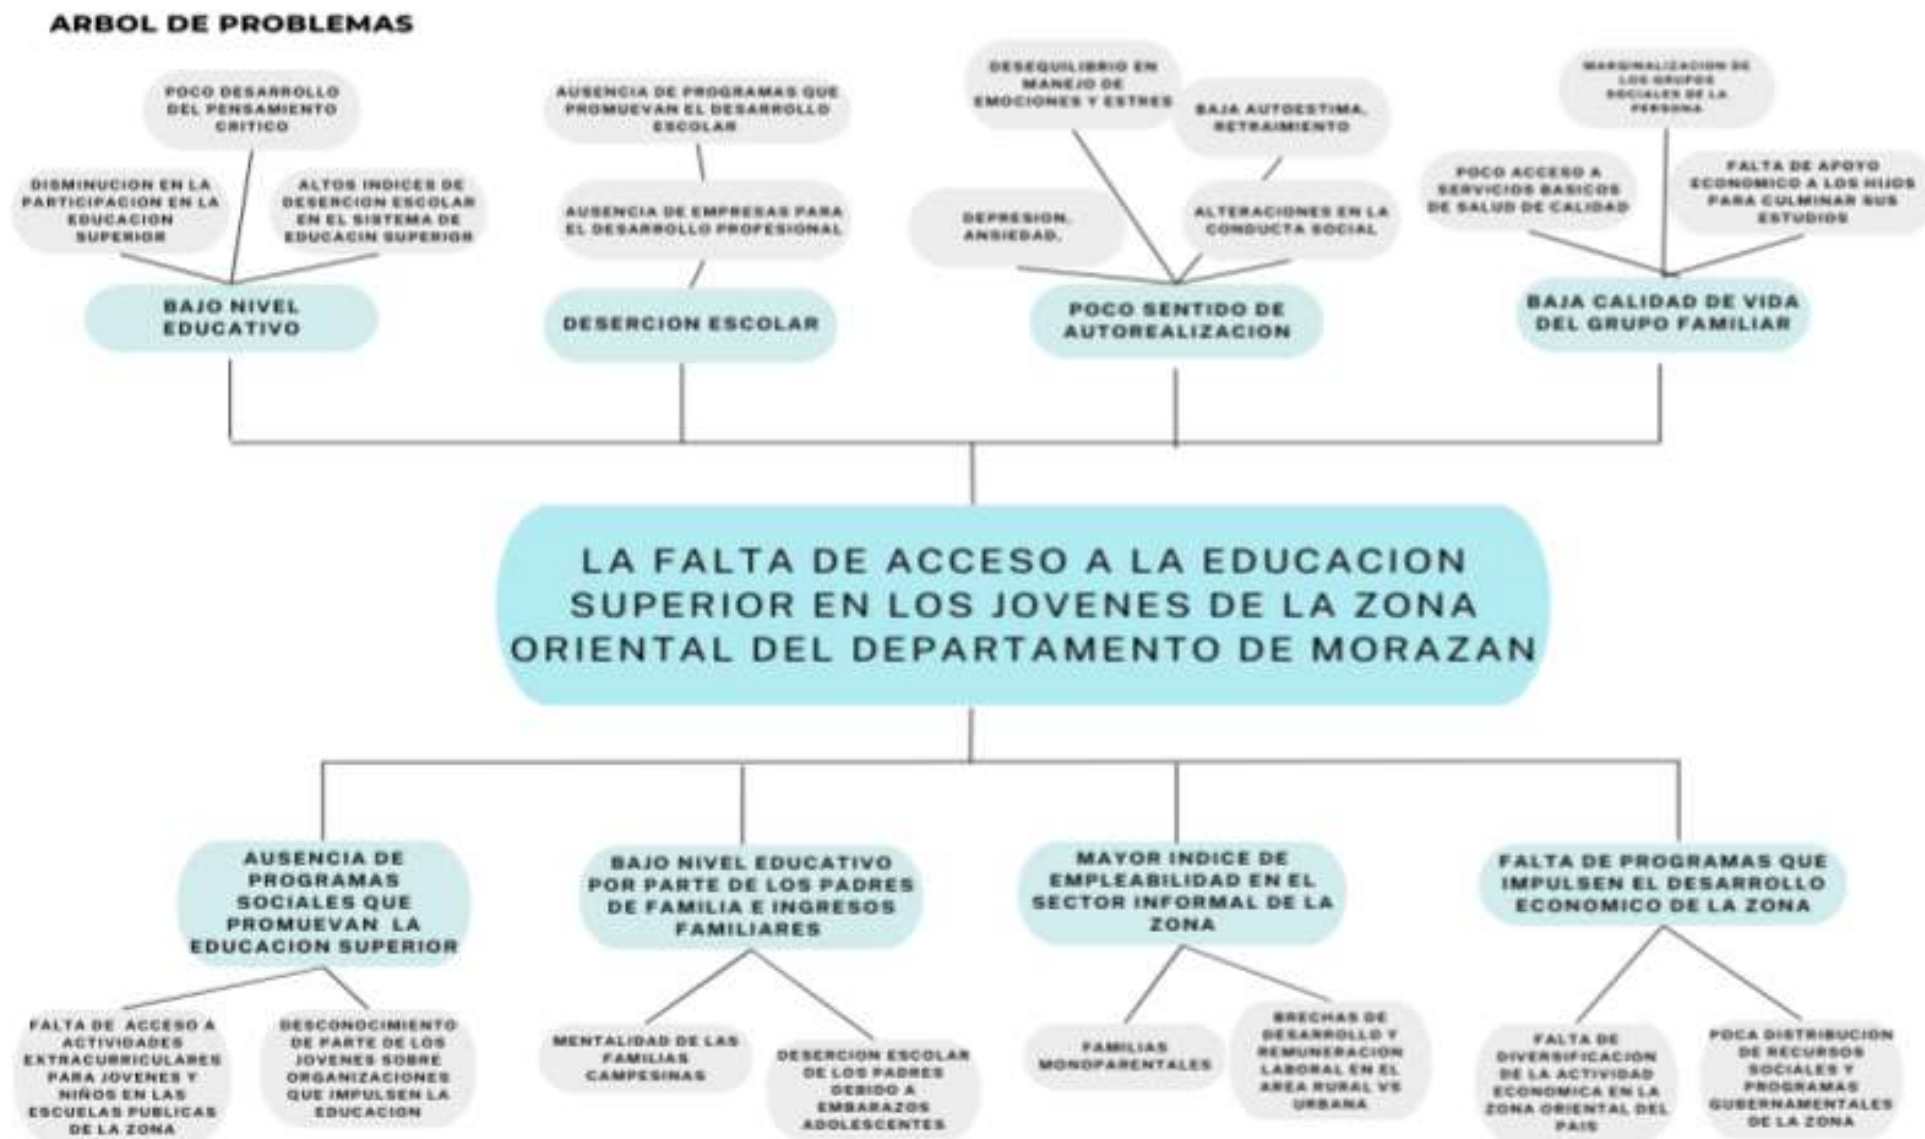 ARBOL DE PROBLEMAS
POCO DESARROLLO
DEL PENSAMIENTO
CRITICO
DISMINUCION EN LA
PARTICIPACION EN LA
EDUCACION
SUPERIOR
ALTOS INDICES DE
DESERCION ESCOLAR
EN EL SISTEMA DE
EDUCACIN SUPERIOR
BAJO NIVEL
EDUCATIVO
AUSENCIA DE PROGRAMAS QUE
PROMUEVAN EL DESARROLLO
ESCOLAR
AUSENCIA DE EMPRESAS PARA
EL DESARROLLO PROFESIONAL
DESERCION ESCOLAR
DESEQUILIBRIO EN
MANEJO DE
EMOCIONES Y ESTRES
BAJA AUTOESTIMA,
RETRAIMIENTO
DEPRESION,
ANSIEDAD,
ALTERACIONES EN LA
CONDUCTA SOCIAL
POCO SENTIDO DE
AUTOREALIZACION
MARGINALIZACION DE
LOS GRUPOS
SOCIALES DE LA
PERSONA
POCO ACCESO A
SERVICIOS BASICOS
DE SALUD DE CALIDAD
FALTA DE APOYO
ECONOMICO A LOS HIJOS
PARA CULMINAR SUS
ESTUDIOS
BAJA CALIDAD DE VIDA
DEL GRUPO FAMILIAR
LA FALTA DE ACCESO A LA EDUCACION
SUPERIOR EN LOS JOVENES DE LA ZONA
ORIENTAL DEL DEPARTAMENTO DE MORAZAN
AUSENCIA DE
PROGRAMAS
SOCIALES QUE
PROMUEVAN LA
EDUCACION SUPERIOR
FALTA DE ACCESO A
ACTIVIDADES
EXTRACURRICULARES
PARA JOVENES Y
NIÑOS EN LAS
ESCUELAS PUBLICAS
DE LA ZONA
DESCONOCIMIENTO
DE PARTE DE LOS
JOVENES SOBRE
ORGANIZACIONES
QUE IMPULSEN LA
EDUCACION
BAJO NIVEL EDUCATIVO
POR PARTE DE LOS PADRES
DE FAMILIA E INGRESOS
FAMILIARES
MENTALIDAD DE LAS
FAMILIAS
CAMPESINAS
DESERCION ESCOLAR
DE LOS PADRES
DEBIDO A
EMBARAZOS
ADOLESCENTES
MAYOR INDICE DE
EMPLEABILIDAD EN EL
SECTOR INFORMAL DE LA
ZONA
FAMILIAS
MONOPARENTALES
BRECHAS DE
DESARROLLO Y
REMUNERACION
LABORAL EN EL
AREA RURAL VS
URBANA
FALTA DE PROGRAMAS QUE
IMPULSEN EL DESARROLLO
ECONOMICO DE LA ZONA
FALTA DE
DIVERSIFICACION
DE LA ACTIVIDAD
ECONOMICA EN LA
ZONA ORIENTAL DEL
PAIS
POCA DISTRIBUCION
DE RECURSOS
SOCIALES Y
PROGRAMAS
GUBERNAMENTALES
DE LA ZONA